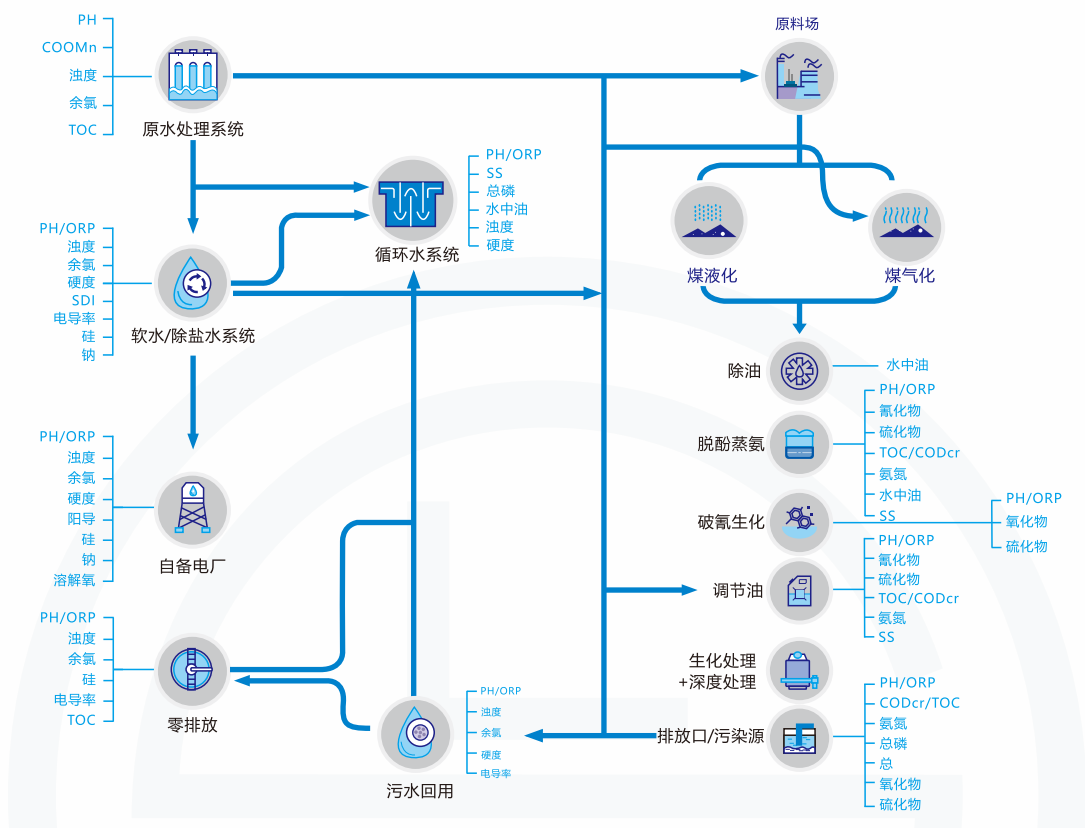 PH
COOMn
浊度
余氯
TOC
原水处理系统
原料场
PH/ORP
SS
总磷
水中油
浊度
硬度
循环水系统
PH/ORP
浊度
余氯
硬度
SDI
电导率
硅
钠
软水/除盐水系统
煤液化
煤气化
除油
水中油
脱酚蒸氨
PH/ORP
氰化物
硫化物
TOC/CODcr
氨氮
水中油
SS
破氰生化
PH/ORP
氧化物
硫化物
PH/ORP
浊度
余氯
硬度
阳导
硅
钠
溶解氧
自备电厂
调节油
PH/ORP
氰化物
硫化物
TOC/CODcr
氨氮
SS
PH/ORP
浊度
余氯
硅
电导率
TOC
零排放
生化处理
+深度处理
排放口/污染源
PH/ORP
CODcr/TOC
氨氮
总磷
总
氧化物
硫化物
PH/ORP
浊度
余氯
硬度
电导率
污水回用